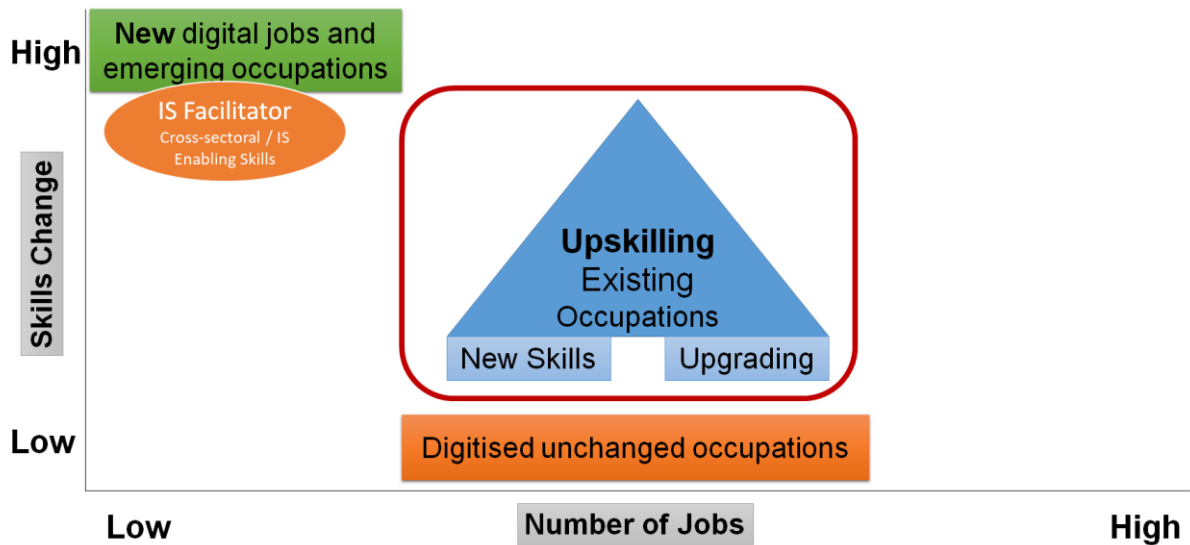 High
New digital jobs and
emerging occupations
IS Facilitator
Cross-sectoral / IS
Enabling Skills
Skills Change
Upskilling
Existing
Occupations
New Skills
Upgrading
Low
Digitised unchanged occupations
Low
Number of Jobs
High